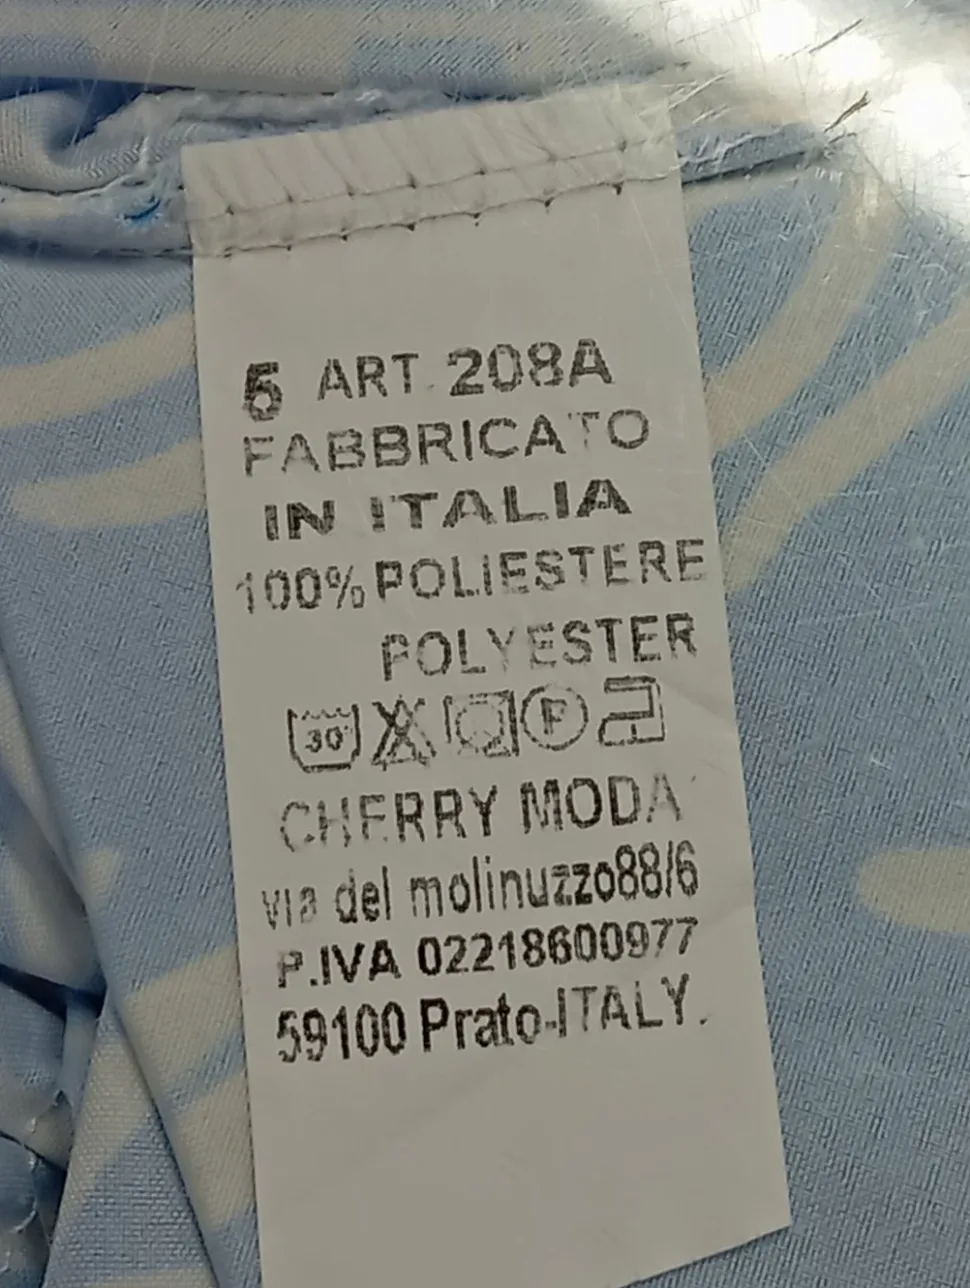 5 ART. 208A
FABBRICATO
IN ITALIA
100% POLIESTERE
POLYESTER
30° F
CHERRY MODA
via del molinuzzo88/6
P.IVA 02218600977
59100 Prato-ITALY.